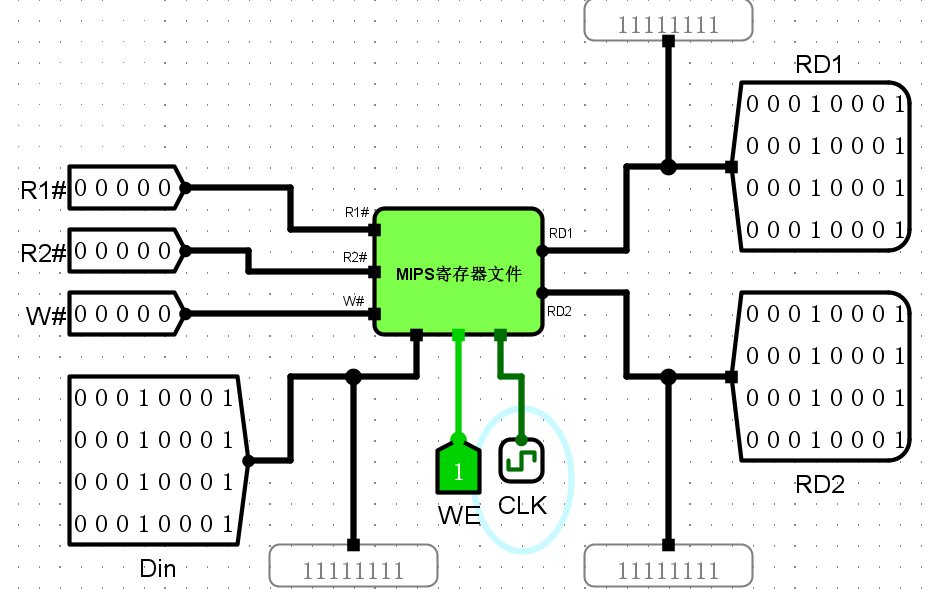 11111111
RD1
0 0 0 1 0 0 0 1
0 0 0 1 0 0 0 1
0 0 0 1 0 0 0 1
0 0 0 1 0 0 0 1
R1# 0 0 0 0 0
R2# 0 0 0 0 0
W# 0 0 0 0 0
R1#
R2#
W#
MIPS寄存器文件
RD1
RD2
0 0 0 1 0 0 0 1
0 0 0 1 0 0 0 1
0 0 0 1 0 0 0 1
0 0 0 1 0 0 0 1
RD2
0 0 0 1 0 0 0 1
0 0 0 1 0 0 0 1
0 0 0 1 0 0 0 1
0 0 0 1 0 0 0 1
Din
1
WE
CLK
11111111
11111111